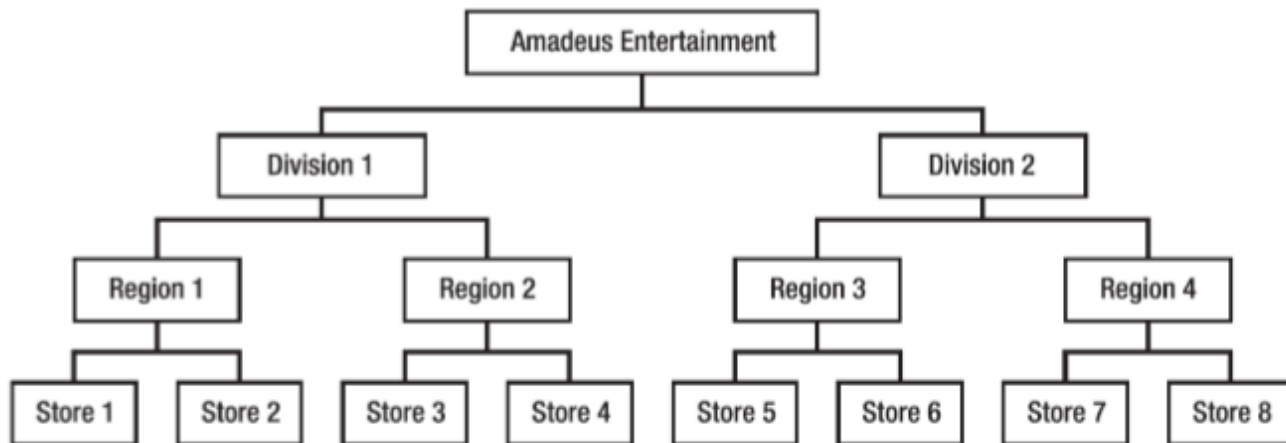 Amadeus Entertainment
Division 1
Division 2
Region 1
Region 2
Region 3
Region 4
Store 1
Store 2
Store 3
Store 4
Store 5
Store 6
Store 7
Store 8